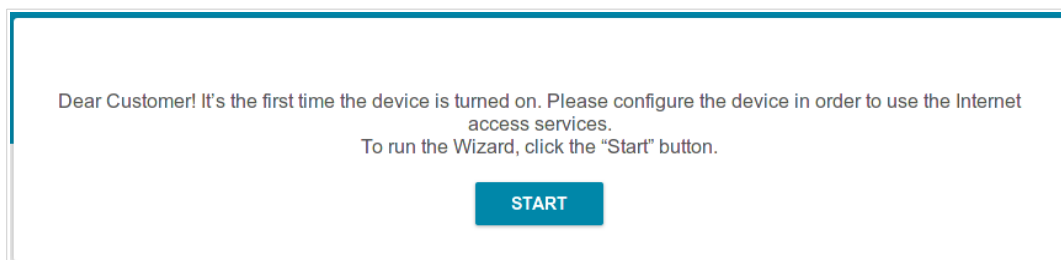 Dear Customer! It’s the first time the device is turned on. Please configure the device in order to use the Internet
access services.
To run the Wizard, click the “Start” button.
START